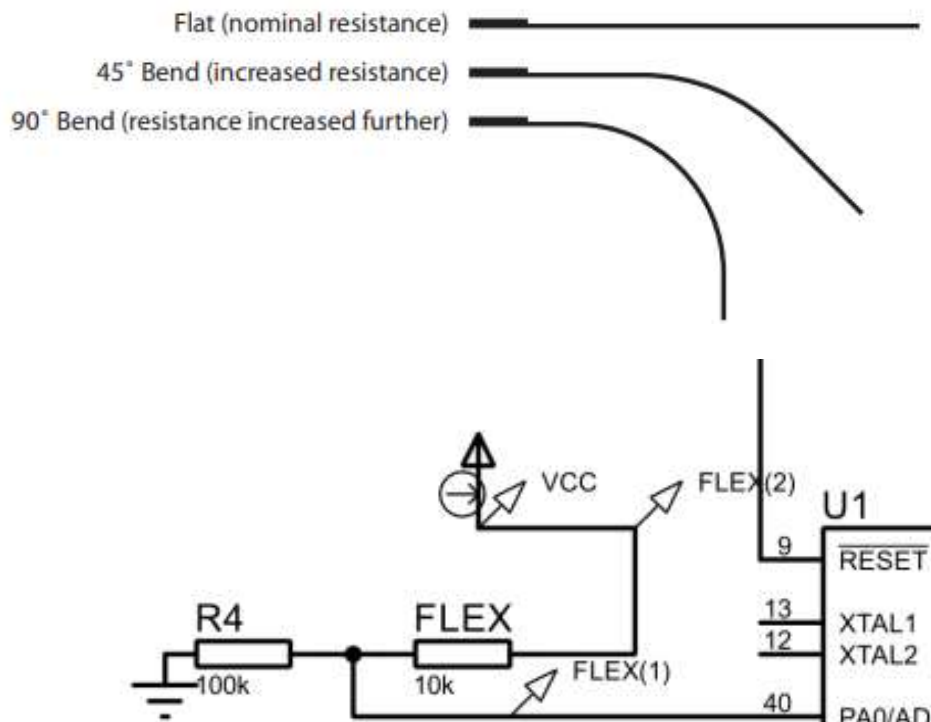 Flat (nominal resistance)
45˚ Bend (increased resistance)
90˚ Bend (resistance increased further)
VCC
FLEX(2)
U1
9
RESET
R4
FLEX
13
XTAL1
12
XTAL2
100k
10k
FLEX(1)
40
PA0/AD